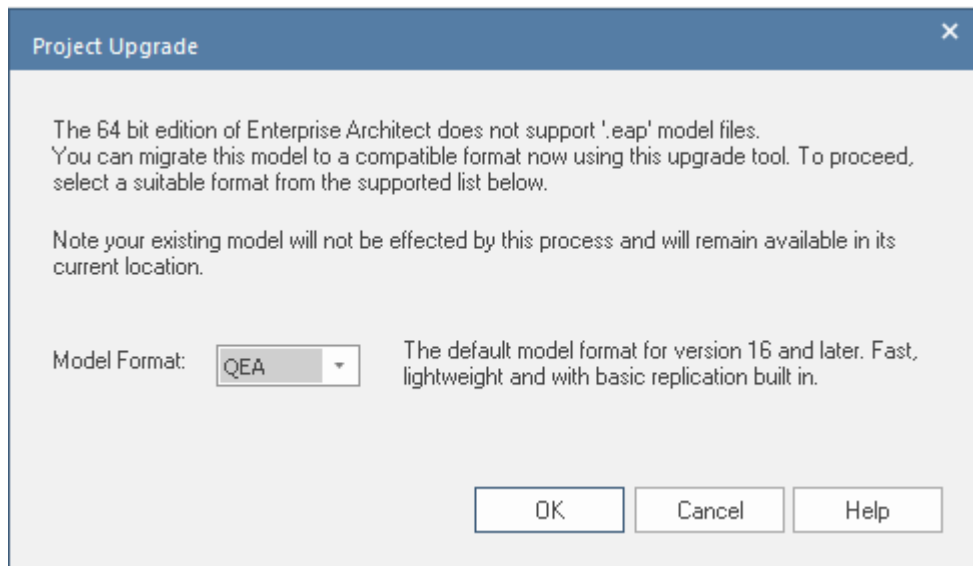 Project Upgrade
The 64 bit edition of Enterprise Architect does not support '.eap' model files.
You can migrate this model to a compatible format now using this upgrade tool. To proceed,
select a suitable format from the supported list below.
Note your existing model will not be effected by this process and will remain available in its
current location.
Model Format:
QEA
The default model format for version 16 and later. Fast,
lightweight and with basic replication built in.
OK
Cancel
Help